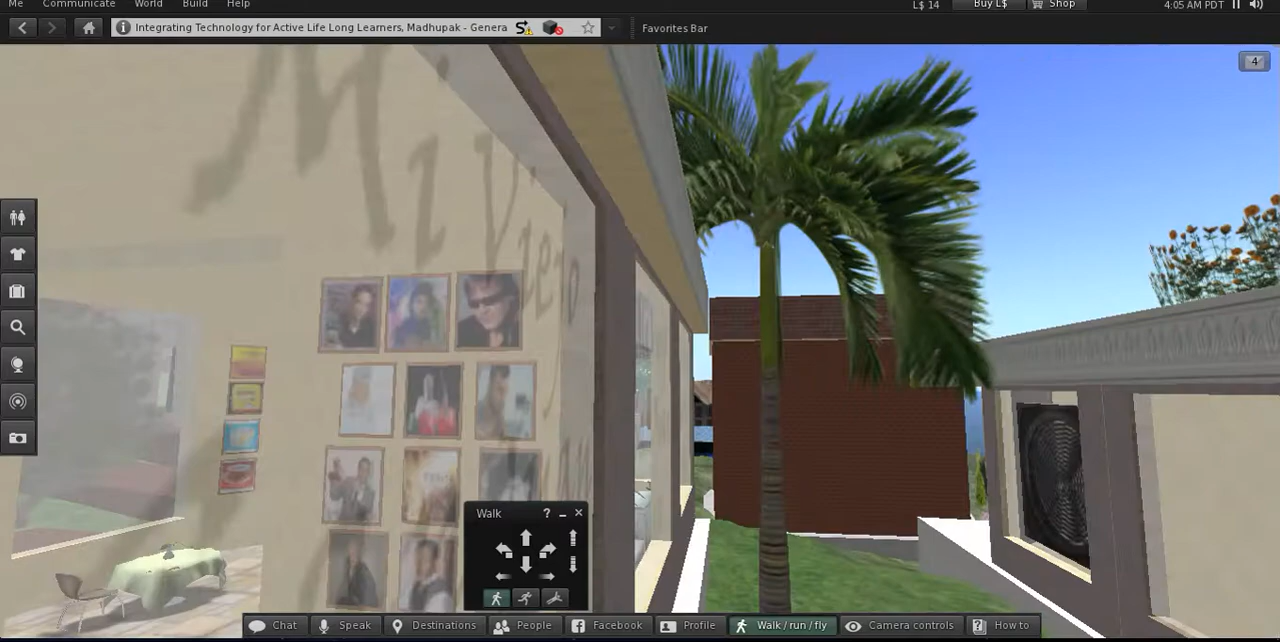 Me Communicate World Build Help L$ 14 Buy L$ Shop 4:05 AM PDT
Integrating Technology for Active Life Long Learners, Madhupak - Genera Favorites Bar
4
Mi Vie
Walk ?
Chat Speak Destinations People Facebook Profile Walk / run / fly Camera controls How to